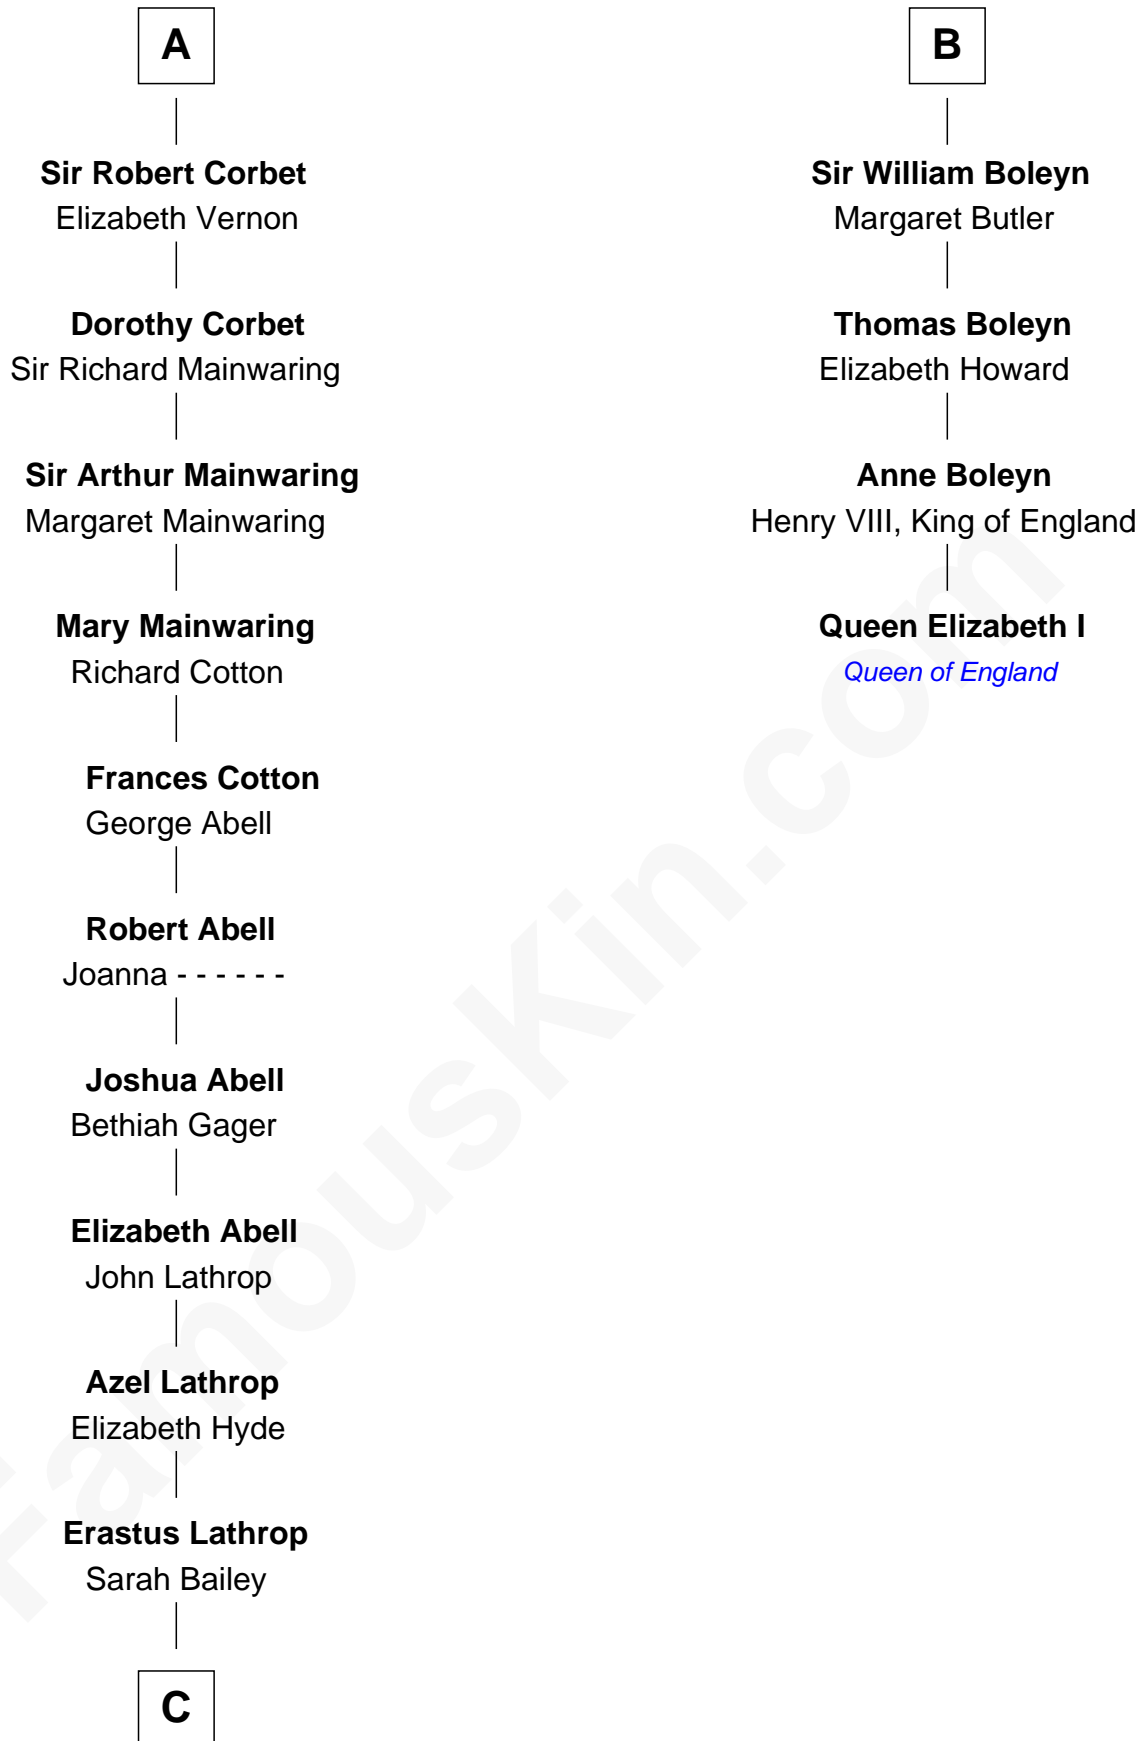 A
Sir Robert Corbet
Elizabeth Vernon
Dorothy Corbet
Sir Richard Mainwaring
Sir Arthur Mainwaring
Margaret Mainwaring
Mary Mainwaring
Richard Cotton
Frances Cotton
George Abell
Robert Abell
Joanna - - - - - -
Joshua Abell
Bethiah Gager
Elizabeth Abell
John Lathrop
Azel Lathrop
Elizabeth Hyde
Erastus Lathrop
Sarah Bailey
C
B
Sir William Boleyn
Margaret Butler
Thomas Boleyn
Elizabeth Howard
Anne Boleyn
Henry VIII, King of England
Queen Elizabeth I
Queen of England
FamousKin.com